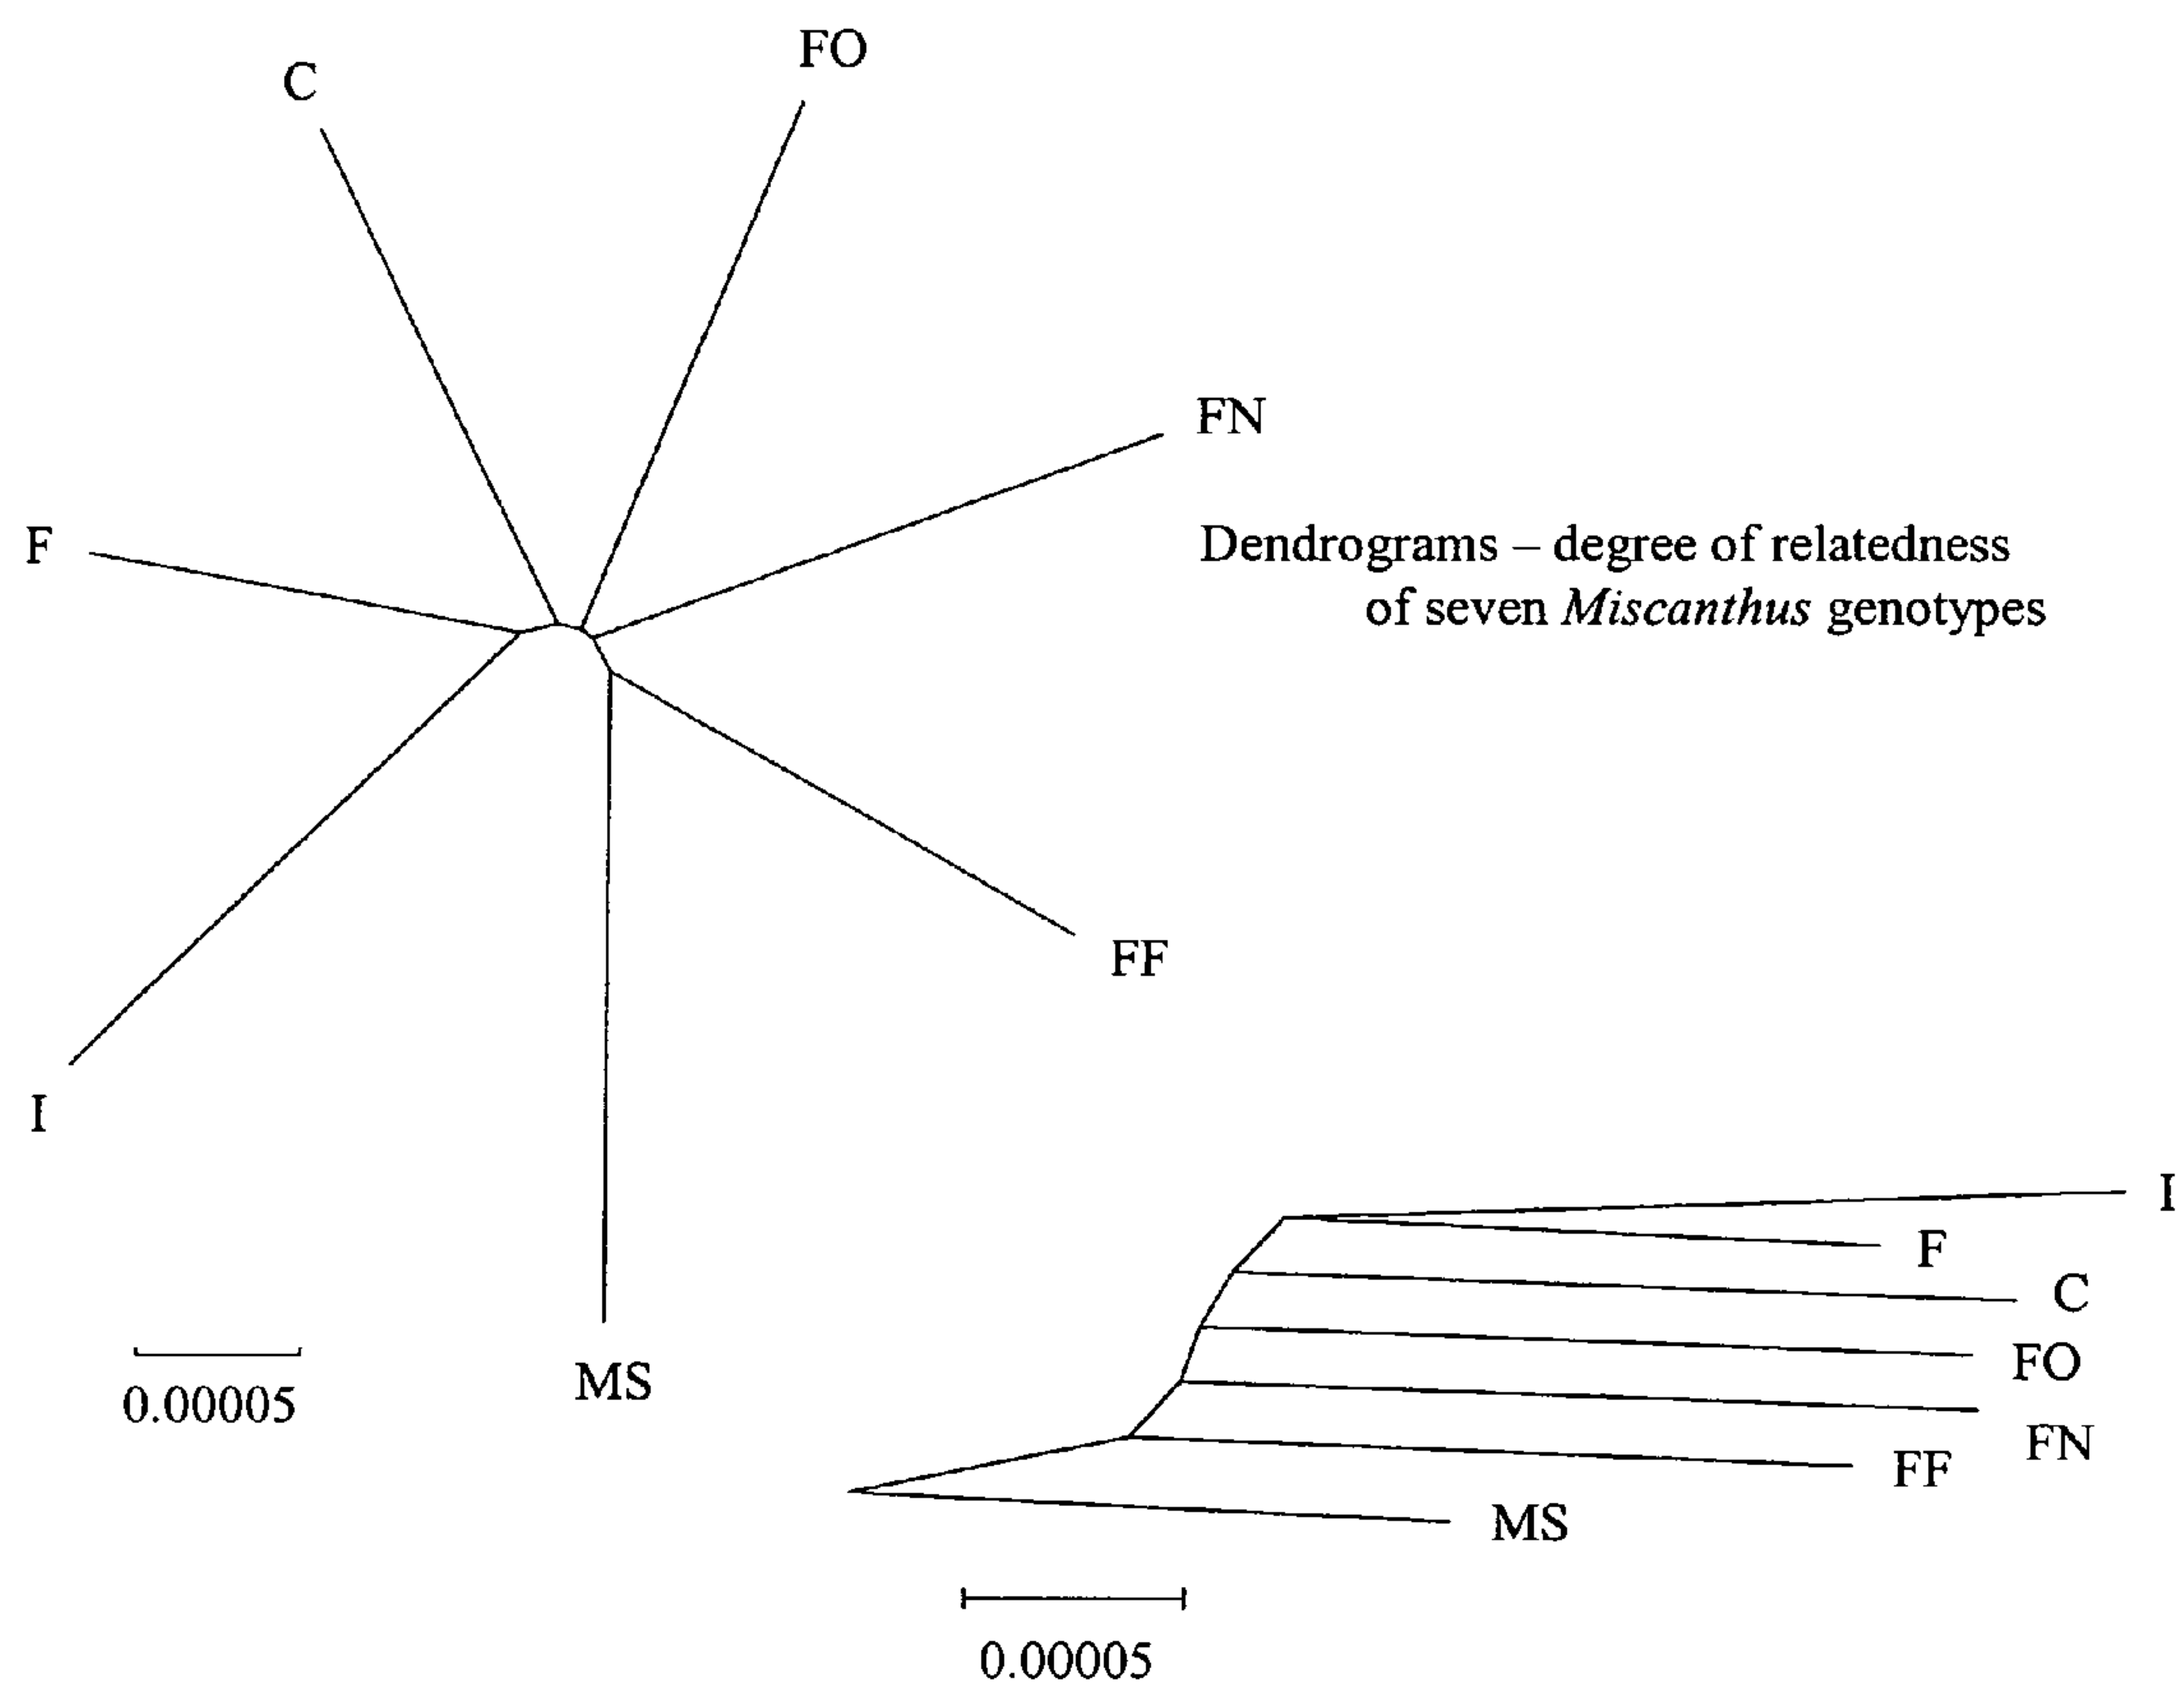 FO
C
FN
F
Dendrograms – degree of relatedness
of seven Miscanthus genotypes
FF
I
MS
0.00005
I
F
C
FO
FN
FF
MS
0.00005